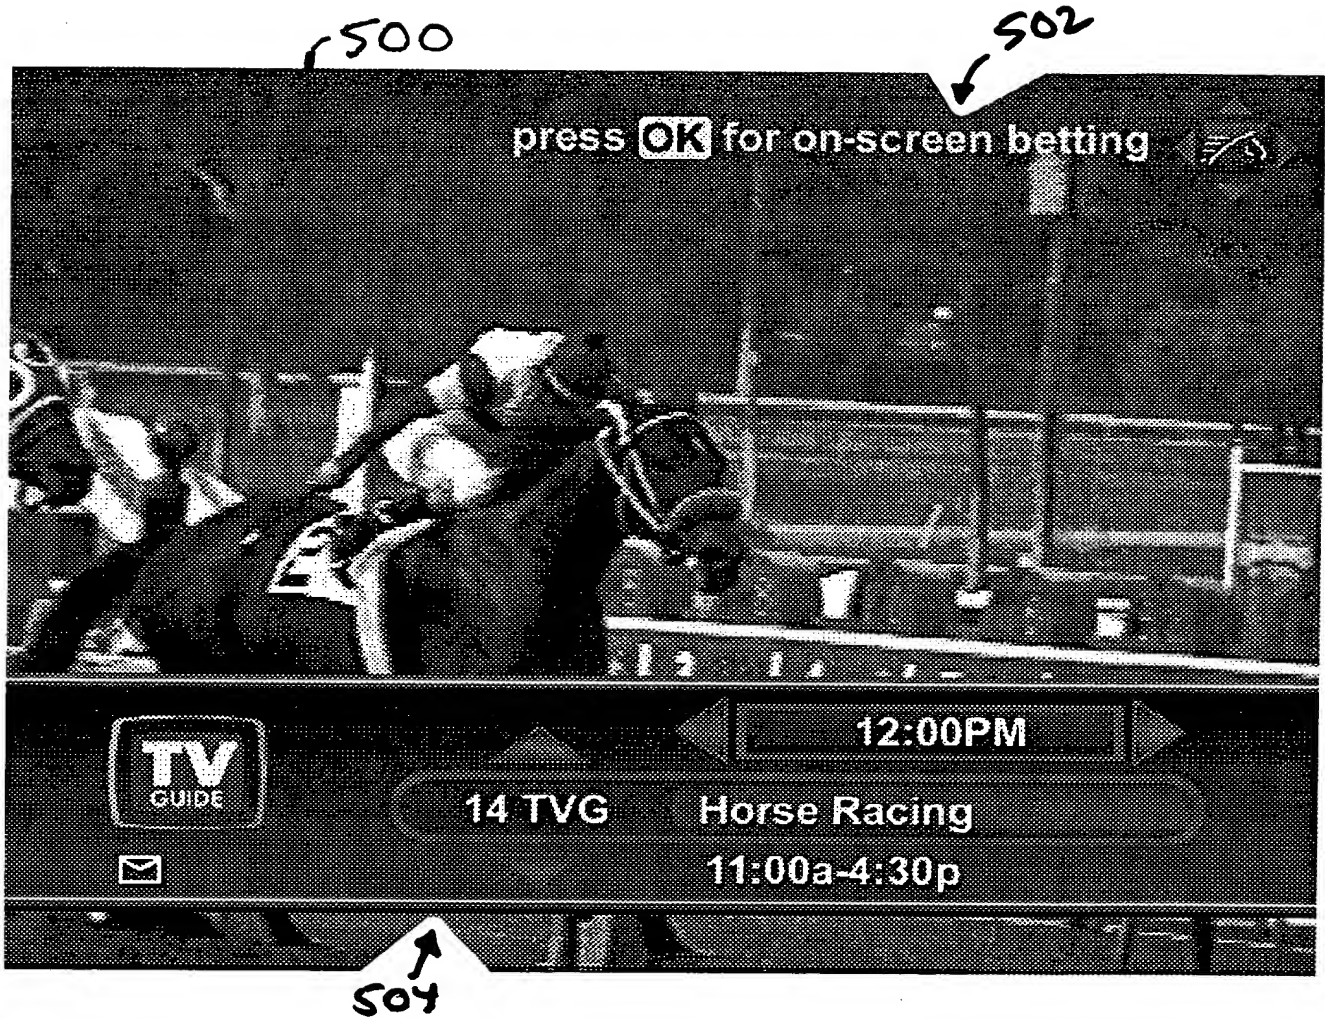 500
502
press OK for on-screen betting
12:00PM
TV
GUIDE
14 TVG Horse Racing
11:00a-4:30p
504